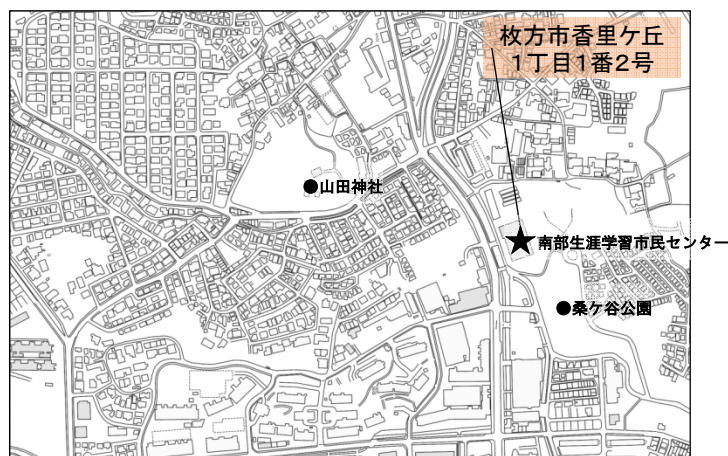 枚方市香里ケ丘
1丁目1番2号
●山田神社
★南部生涯学習市民センター
●桑ケ谷公園